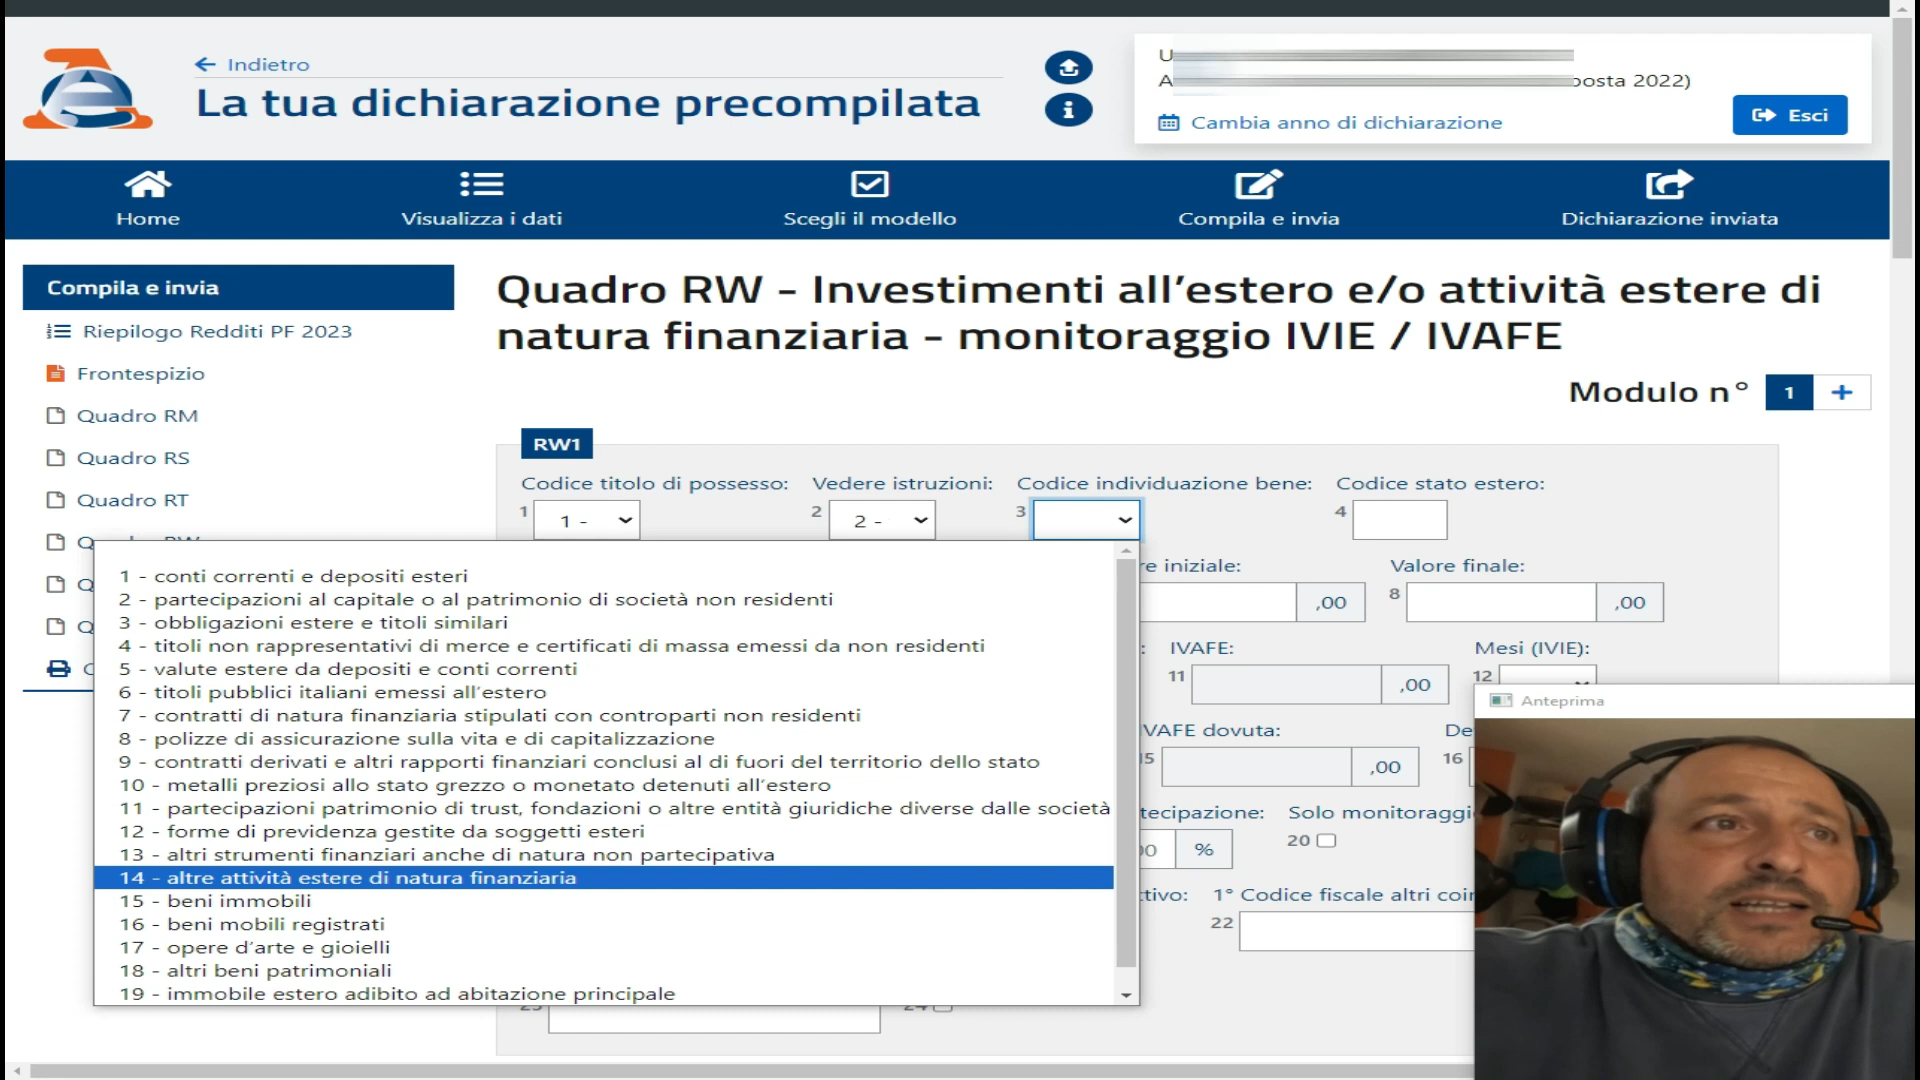 Indietro
La tua dichiarazione precompilata
U
A posta 2022)
Cambia anno di dichiarazione
Esci
Home
Visualizza i dati
Scegli il modello
Compila e invia
Dichiarazione inviata
Compila e invia
Riepilogo Redditi PF 2023
Frontespizio
Quadro RM
Quadro RS
Quadro RT
Quadro RW - Investimenti all'estero e/o attività estere di
natura finanziaria - monitoraggio IVIE / IVAFE
Modulo n° 1 +
RW1
Codice titolo di possesso: Vedere istruzioni: Codice individuazione bene: Codice stato estero:
1 1 - 2 2 - 3 4
1 - conti correnti e depositi esteri
2 - partecipazioni al capitale o al patrimonio di società non residenti
3 - obbligazioni estere e titoli similari
4 - titoli non rappresentativi di merce e certificati di massa emessi da non residenti
5 - valute estere da depositi e conti correnti
6 - titoli pubblici italiani emessi all'estero
7 - contratti di natura finanziaria stipulati con controparti non residenti
8 - polizze di assicurazione sulla vita e di capitalizzazione
9 - contratti derivati e altri rapporti finanziari conclusi al di fuori del territorio dello stato
10 - metalli preziosi allo stato grezzo o monetato detenuti all'estero
11 - partecipazioni patrimonio di trust, fondazioni o altre entità giuridiche diverse dalle società
12 - forme di previdenza gestite da soggetti esteri
13 - altri strumenti finanziari anche di natura non partecipativa
14 - altre attività estere di natura finanziaria
15 - beni immobili
16 - beni mobili registrati
17 - opere d'arte e gioielli
18 - altri beni patrimoniali
19 - immobile estero adibito ad abitazione principale
re iniziale: Valore finale:
,00 8 ,00
IVAFE: Mesi (IVIE):
11 ,00 12
IVAFE dovuta: De
15 ,00 16
tecipazione: Solo monitoraggi
00 % 20
tivo: 1° Codice fiscale altri coin
22
Anteprima